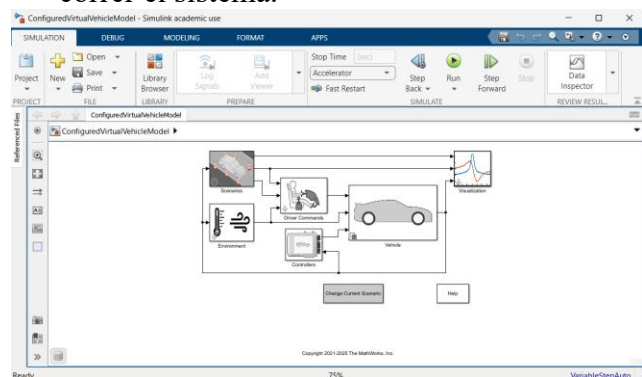 correr el sistema.
ConfiguredVirtualVehicleModel - Simulink academic use
SIMULATION DEBUG MODELING FORMAT APPS
Project New Open Save Print Library Browser Log Signals Add Viewer Stop Time (sec) Accelerator Fast Restart Step Back Run Step Forward Stop Data Inspector
PROJECT FILE LIBRARY PREPARE SIMULATE REVIEW RESUL...
Referenced Files
ConfiguredVirtualVehicleModel
ConfiguredVirtualVehicleModel
Scenarios
Visualization
Driver Commands
Environment
Vehicle
Controllers
Change Current Scenario
Help
Copyright 2021-2025 The MathWorks, Inc.
Ready 75% VariableStepAuto